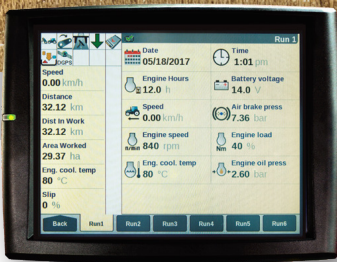 Run 1
DGPS
Speed
0.00 km/h
Distance
32.12 km
Dist In Work
32.12 km
Area Worked
29.37 ha
Eng. cool. temp
80 °C
Slip
0 %
Date
05/18/2017
Time
1:01 pm
Engine Hours
12.0 h
Battery voltage
14.0 V
Speed
0.00 km/h
Air brake press
7.36 bar
Engine speed
n/min
840 rpm
Engine load
Nm
40 %
Eng. cool. temp
80 °C
Engine oil press
2.60 bar
Back Run1 Run2 Run3 Run4 Run5 Run6